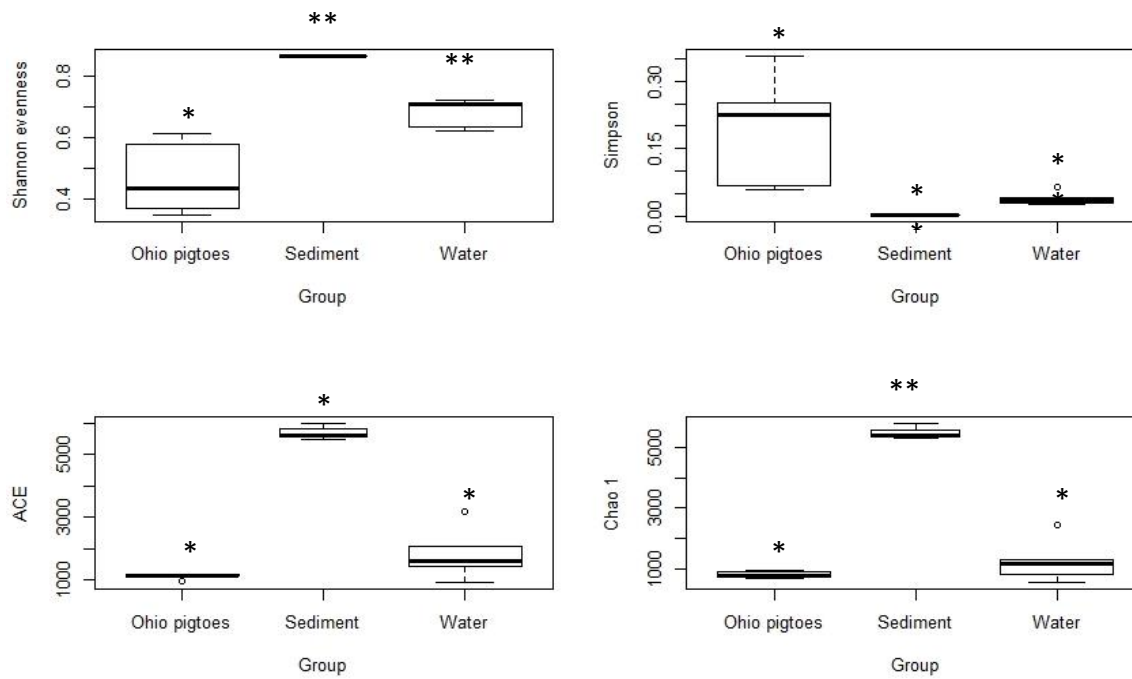 **
*
**
Shannon evenness
0.8
0.6
0.4
Ohio pigtoes Sediment Water
Group
*
*
*
*
*
Simpson
0.30
0.15
0.00
Ohio pigtoes Sediment Water
Group
*
*
*
ACE
5000
3000
1000
Ohio pigtoes Sediment Water
Group
**
*
*
Chao 1
5000
3000
1000
Ohio pigtoes Sediment Water
Group